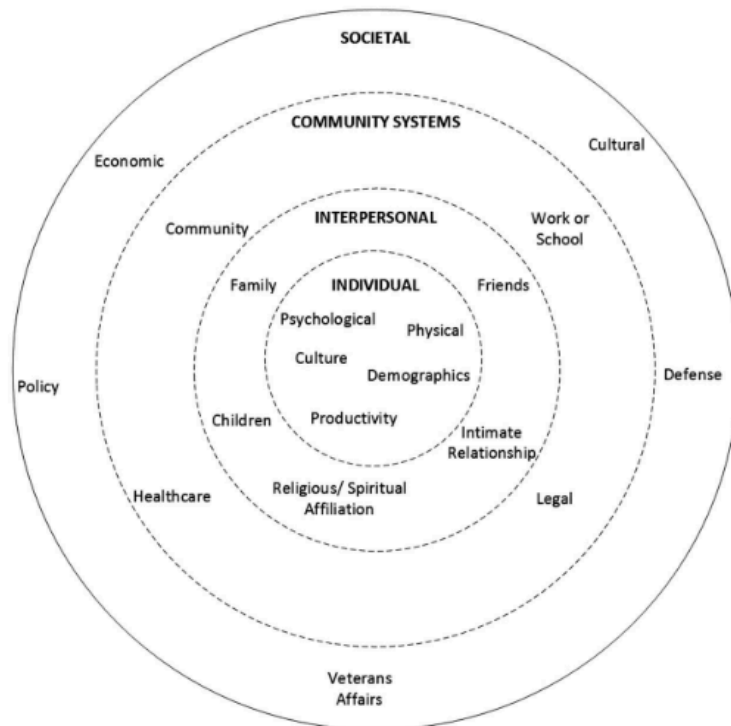 SOCIETAL
COMMUNITY SYSTEMS
Cultural
Economic
INTERPERSONAL
Work or
School
Community
Family
INDIVIDUAL
Friends
Psychological
Physical
Culture
Demographics
Defense
Policy
Children
Productivity
Intimate
Relationship
Religious/ Spiritual
Affiliation
Healthcare
Legal
Veterans
Affairs